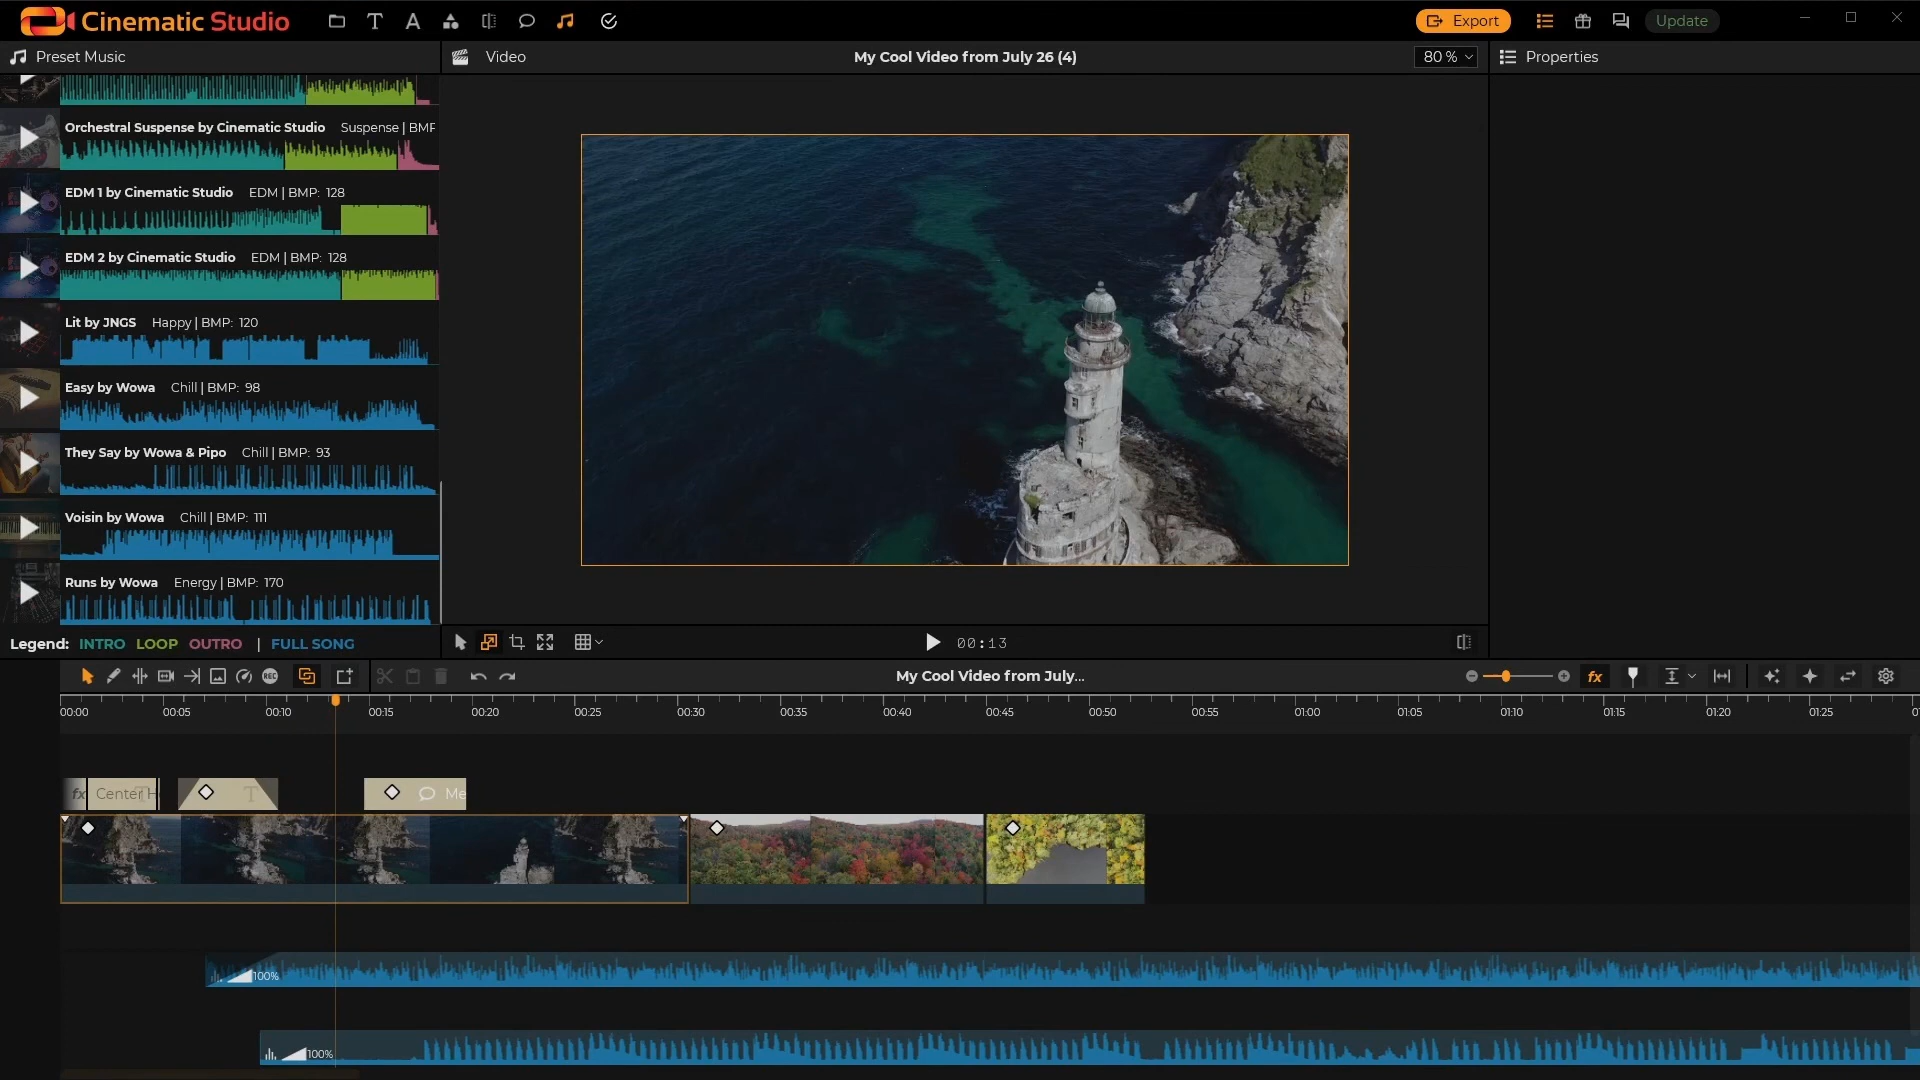 Cinematic Studio
Export
Update
Preset Music
Video
My Cool Video from July 26 (4)
80 %
Properties
Orchestral Suspense by Cinematic Studio Suspense | BMP
EDM 1 by Cinematic Studio EDM | BMP: 128
EDM 2 by Cinematic Studio EDM | BMP: 128
Lit by JNGS Happy | BMP: 120
Easy by Wowa Chill | BMP: 98
They Say by Wowa & Pipo Chill | BMP: 93
Voisin by Wowa Chill | BMP: 111
Runs by Wowa Energy | BMP: 170
Legend: INTRO LOOP OUTRO | FULL SONG
00:13
REC
My Cool Video from July...
fx
00:00 00:05 00:10 00:15 00:20 00:25 00:30 00:35 00:40 00:45 00:50 00:55 01:00 01:05 01:10 01:15 01:20 01:25
fx Center H
Me
100%
100%